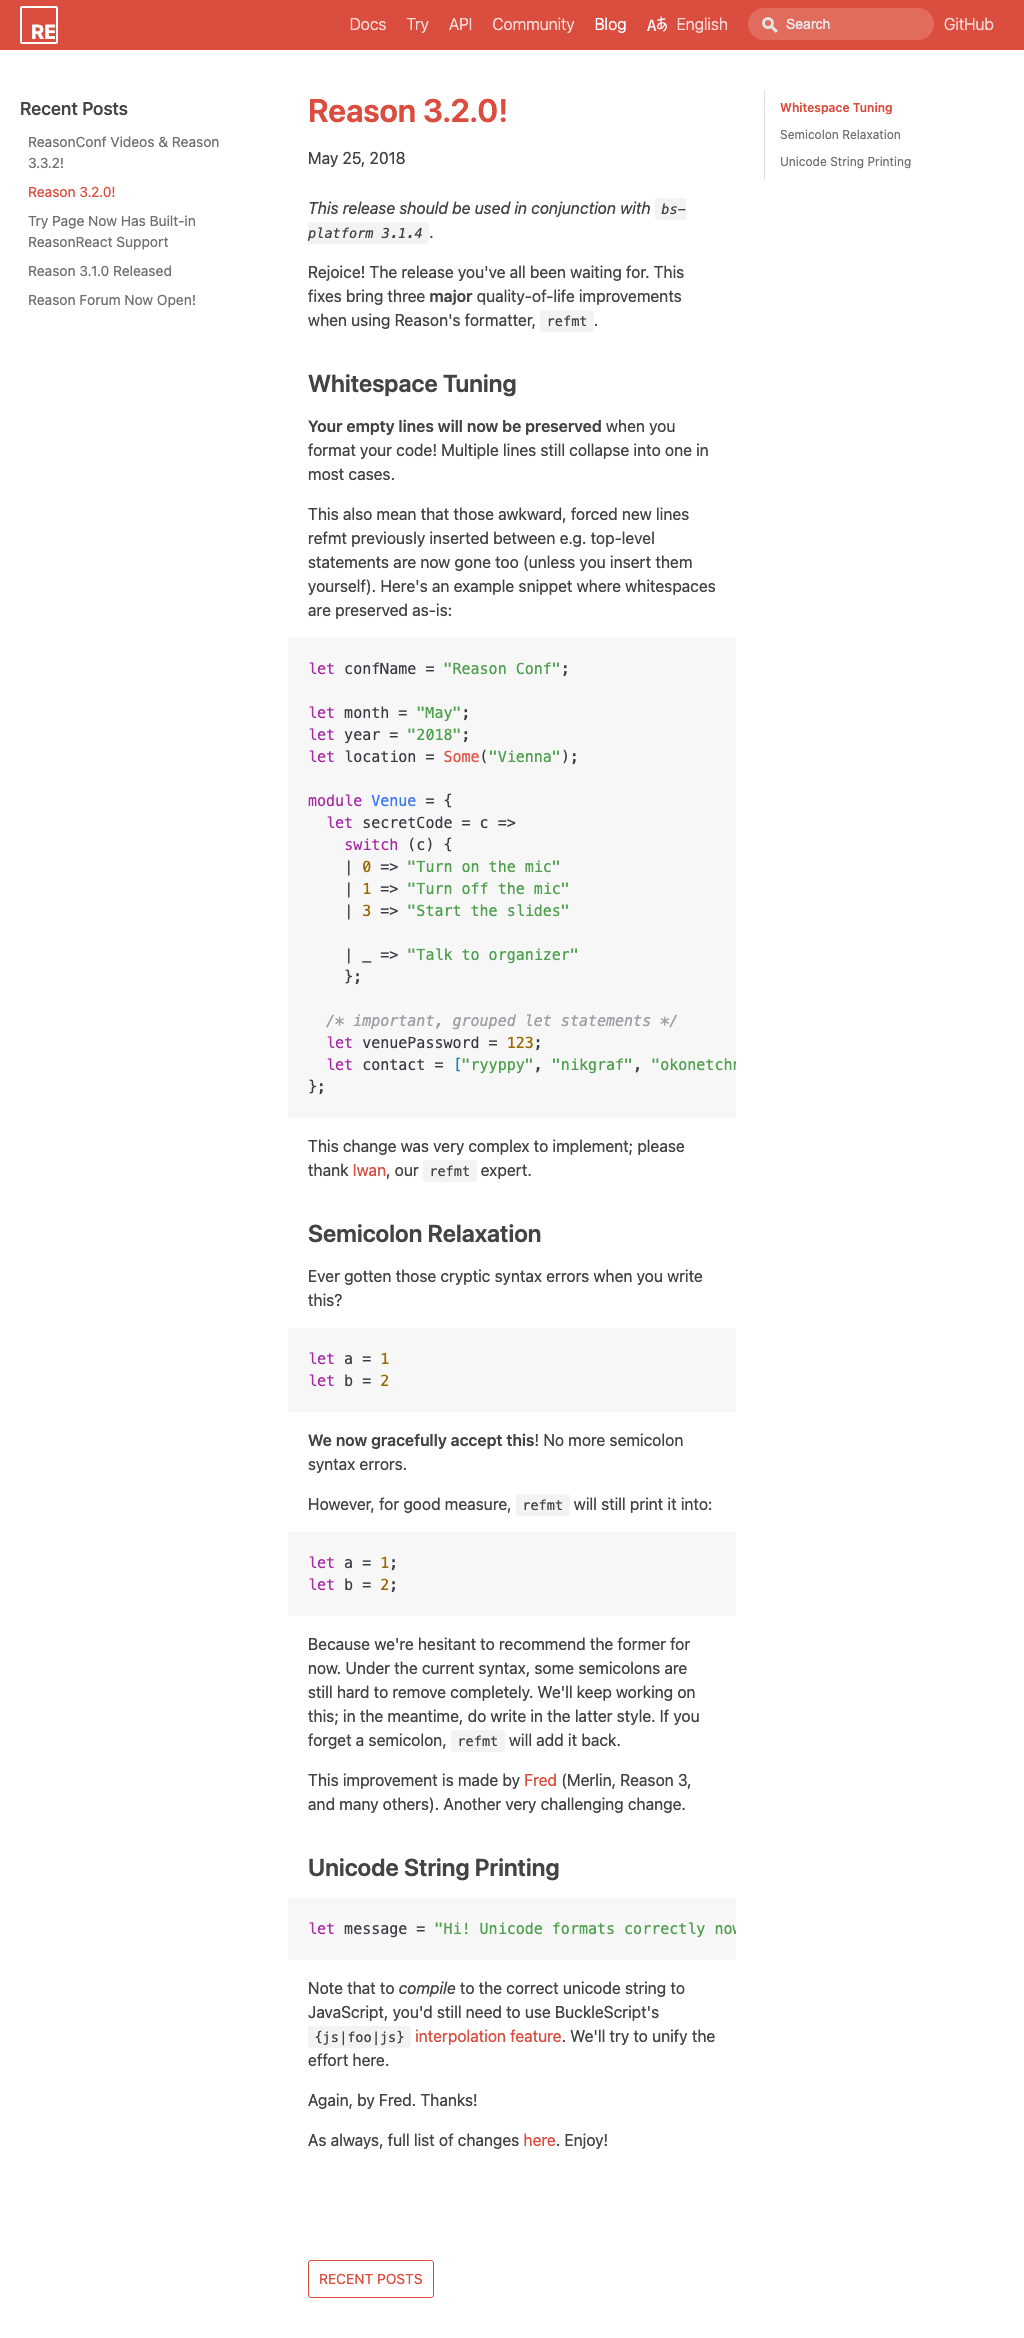 RE
Docs Try API Community Blog Aあ English Search GitHub
Recent Posts
ReasonConf Videos & Reason
3.3.2!
Reason 3.2.0!
Try Page Now Has Built-in
ReasonReact Support
Reason 3.1.0 Released
Reason Forum Now Open!
Reason 3.2.0!
May 25, 2018
This release should be used in conjunction with bs-
platform 3.1.4 .
Rejoice! The release you've all been waiting for. This
fixes bring three major quality-of-life improvements
when using Reason's formatter, refmt .
Whitespace Tuning
Your empty lines will now be preserved when you
format your code! Multiple lines still collapse into one in
most cases.
This also mean that those awkward, forced new lines
refmt previously inserted between e.g. top-level
statements are now gone too (unless you insert them
yourself). Here's an example snippet where whitespaces
are preserved as-is:
let confName = "Reason Conf";
let month = "May";
let year = "2018";
let location = Some("Vienna");
module Venue = {
  let secretCode = c =>
    switch (c) {
    | 0 => "Turn on the mic"
    | 1 => "Turn off the mic"
    | 3 => "Start the slides"
    | _ => "Talk to organizer"
    };
  /* important, grouped let statements */
  let venuePassword = 123;
  let contact = ["ryyppy", "nikgraf", "okonetchn
};
This change was very complex to implement; please
thank Iwan, our refmt expert.
Semicolon Relaxation
Ever gotten those cryptic syntax errors when you write
this?
let a = 1
let b = 2
We now gracefully accept this! No more semicolon
syntax errors.
However, for good measure, refmt will still print it into:
let a = 1;
let b = 2;
Because we're hesitant to recommend the former for
now. Under the current syntax, some semicolons are
still hard to remove completely. We'll keep working on
this; in the meantime, do write in the latter style. If you
forget a semicolon, refmt will add it back.
This improvement is made by Fred (Merlin, Reason 3,
and many others). Another very challenging change.
Unicode String Printing
let message = "Hi! Unicode formats correctly now
Note that to compile to the correct unicode string to
JavaScript, you'd still need to use BuckleScript's
{js|foo|js} interpolation feature. We'll try to unify the
effort here.
Again, by Fred. Thanks!
As always, full list of changes here. Enjoy!
RECENT POSTS
Whitespace Tuning
Semicolon Relaxation
Unicode String Printing